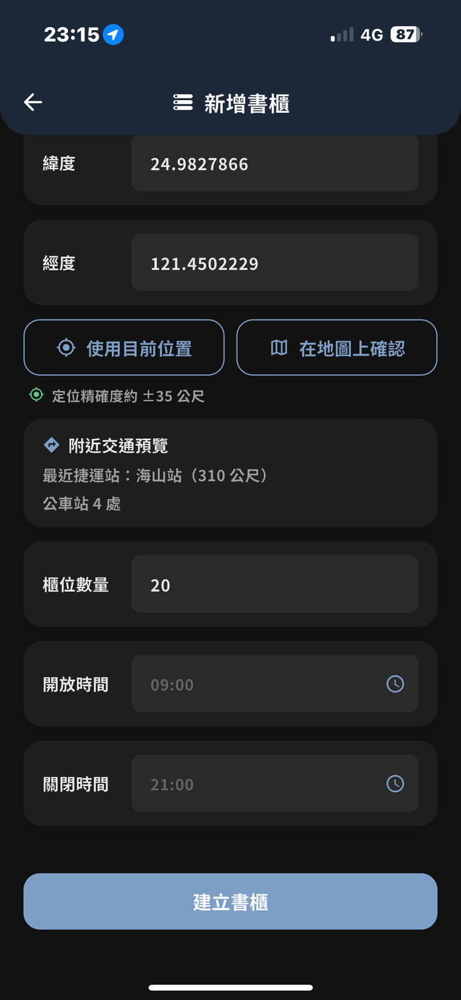 23:15
4G
87
新增書櫃
緯度
24.9827866
經度
121.4502229
使用目前位置
在地圖上確認
定位精確度約 ±35 公尺
附近交通預覽
最近捷運站：海山站（310 公尺）
公車站 4 處
櫃位數量
20
開放時間
09:00
關閉時間
21:00
建立書櫃